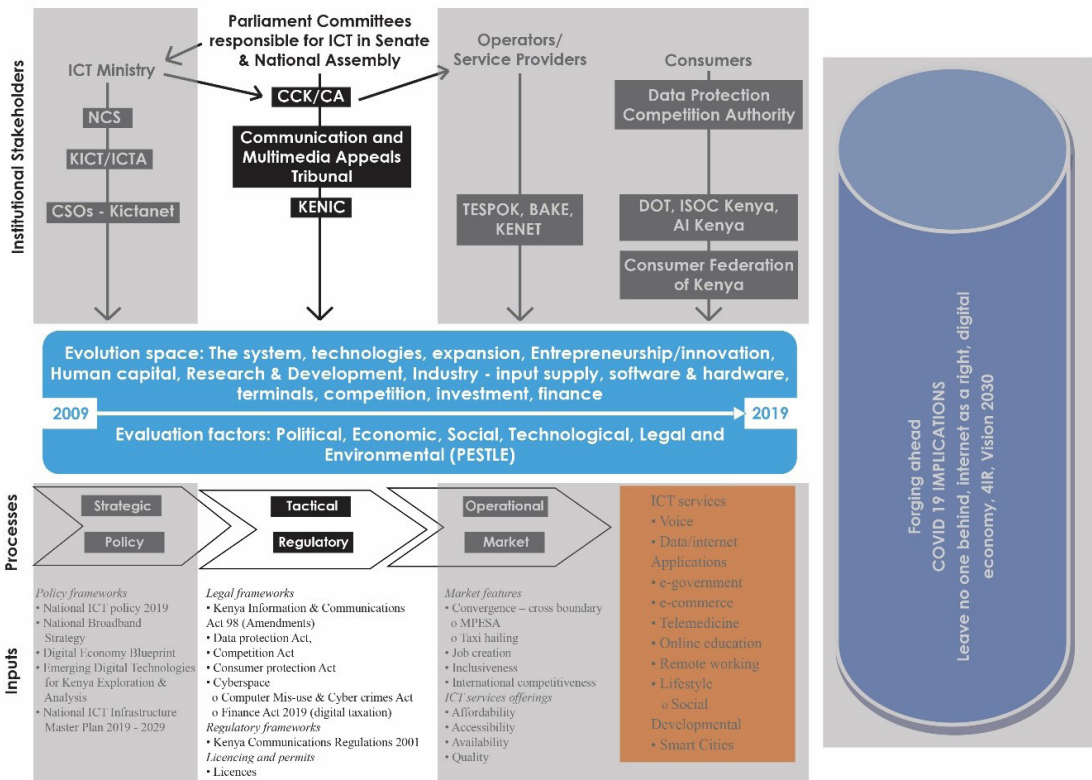 Institutional Stakeholders
ICT Ministry
NCS
KICT/ICTA
CSOs - Kictanet
Parliament Committees
responsible for ICT in Senate
& National Assembly
CCK/CA
Communication and
Multimedia Appeals
Tribunal
KENIC
Operators/
Service Providers
TESPOK, BAKE,
KENET
Consumers
Data Protection
Competition Authority
DOT, ISOC Kenya,
AI Kenya
Consumer Federation
of Kenya
Evolution space: The system, technologies, expansion, Entrepreneurship/innovation,
Human capital, Research & Development, Industry - input supply, software & hardware,
terminals, competition, investment, finance
2009
2019
Evaluation factors: Political, Economic, Social, Technological, Legal and
Environmental (PESTLE)
Processes
Strategic
Policy
Tactical
Regulatory
Operational
Market
Inputs
Policy frameworks
• National ICT policy 2019
• National Broadband
Strategy
• Digital Economy Blueprint
• Emerging Digital Technologies
for Kenya Exploration &
Analysis
• National ICT Infrastructure
Master Plan 2019 - 2029
Legal frameworks
• Kenya Information & Communications
Act 98 (Amendments)
• Data protection Act,
• Competition Act
• Consumer protection Act
• Cyberspace
o Computer Mis-use & Cyber crimes Act
o Finance Act 2019 (digital taxation)
Regulatory frameworks
• Kenya Communications Regulations 2001
Licencing and permits
• Licences
Market features
• Convergence – cross boundary
o MPESA
o Taxi hailing
• Job creation
• Inclusiveness
• International competitiveness
ICT services offerings
• Affordability
• Accessibility
• Availability
• Quality
ICT services
• Voice
• Data/internet
Applications
• e-government
• e-commerce
• Telemedicine
• Online education
• Remote working
• Lifestyle
o Social
Developmental
• Smart Cities
Forging ahead
COVID 19 IMPLICATIONS
Leave no one behind, internet as a right, digital
economy, 4IR, Vision 2030